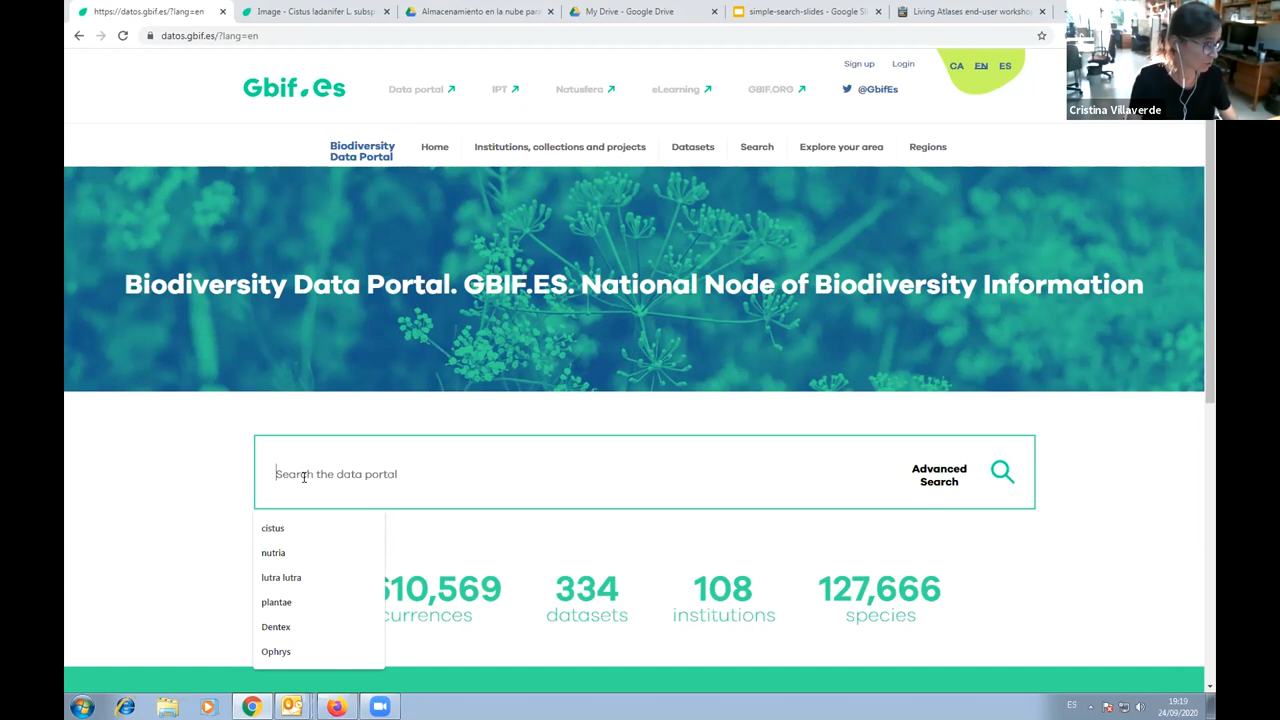 https://datos.gbif.es/?lang=en
Image - Cistus ladanifer L. subsp
Almacenamiento en la nube para
My Drive - Google Drive
simple-search-slides - Google Sl
Living Atlases end-user worksho
datos.gbif.es/?lang=en
Cristina Villaverde
Sign up
Login
CA
EN
ES
Gbif.es
Data portal
IPT
Natusfera
eLearning
GBIF.ORG
@GbifEs
Biodiversity
Data Portal
Home
Institutions, collections and projects
Datasets
Search
Explore your area
Regions
Biodiversity Data Portal. GBIF.ES. National Node of Biodiversity Information
Search the data portal
Advanced
Search
cistus
nutria
lutra lutra
plantae
Dentex
Ophrys
10,569
currences
334
datasets
108
institutions
127,666
species
ES
19:19
24/09/2020